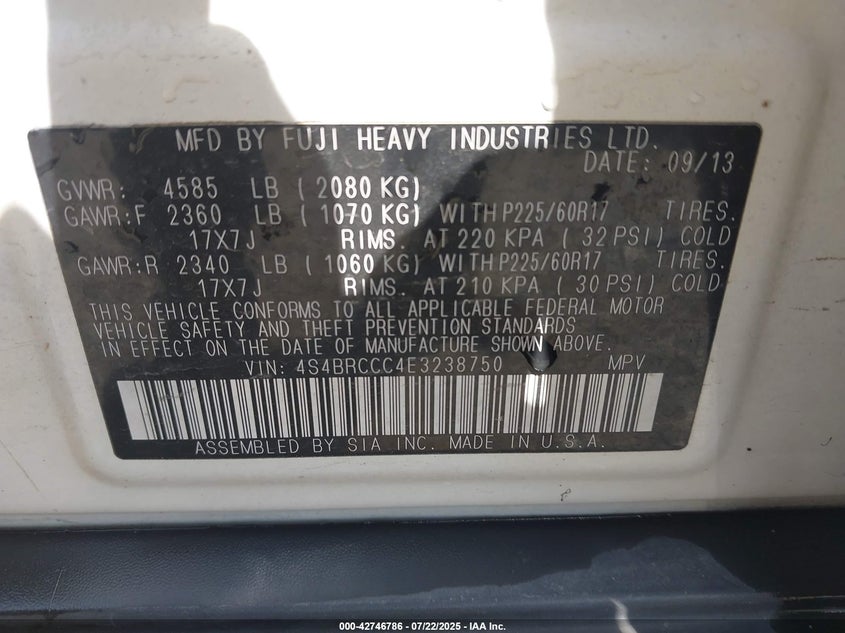 MFD BY FUJI HEAVY INDUSTRIES LTD.
DATE: 09/13
GVWR: 4585 LB ( 2080 KG)
GAWR:F 2360 LB ( 1070 KG) WITH P225/60R17 TIRES.
17X7J RIMS. AT 220 KPA ( 32 PSI) COLD
GAWR:R 2340 LB ( 1060 KG) WITH P225/60R17 TIRES.
17X7J RIMS. AT 210 KPA ( 30 PSI) COLD
THIS VEHICLE CONFORMS TO ALL APPLICABLE FEDERAL MOTOR
VEHICLE SAFETY AND THEFT PREVENTION STANDARDS
IN EFFECT ON THE DATE OF MANUFACTURE SHOWN ABOVE.
VIN: 4S4BRCCC4E3238750 MPV
ASSEMBLED BY SIA INC. MADE IN U.S.A.
000-42746786 - 07/22/2025 - IAA Inc.